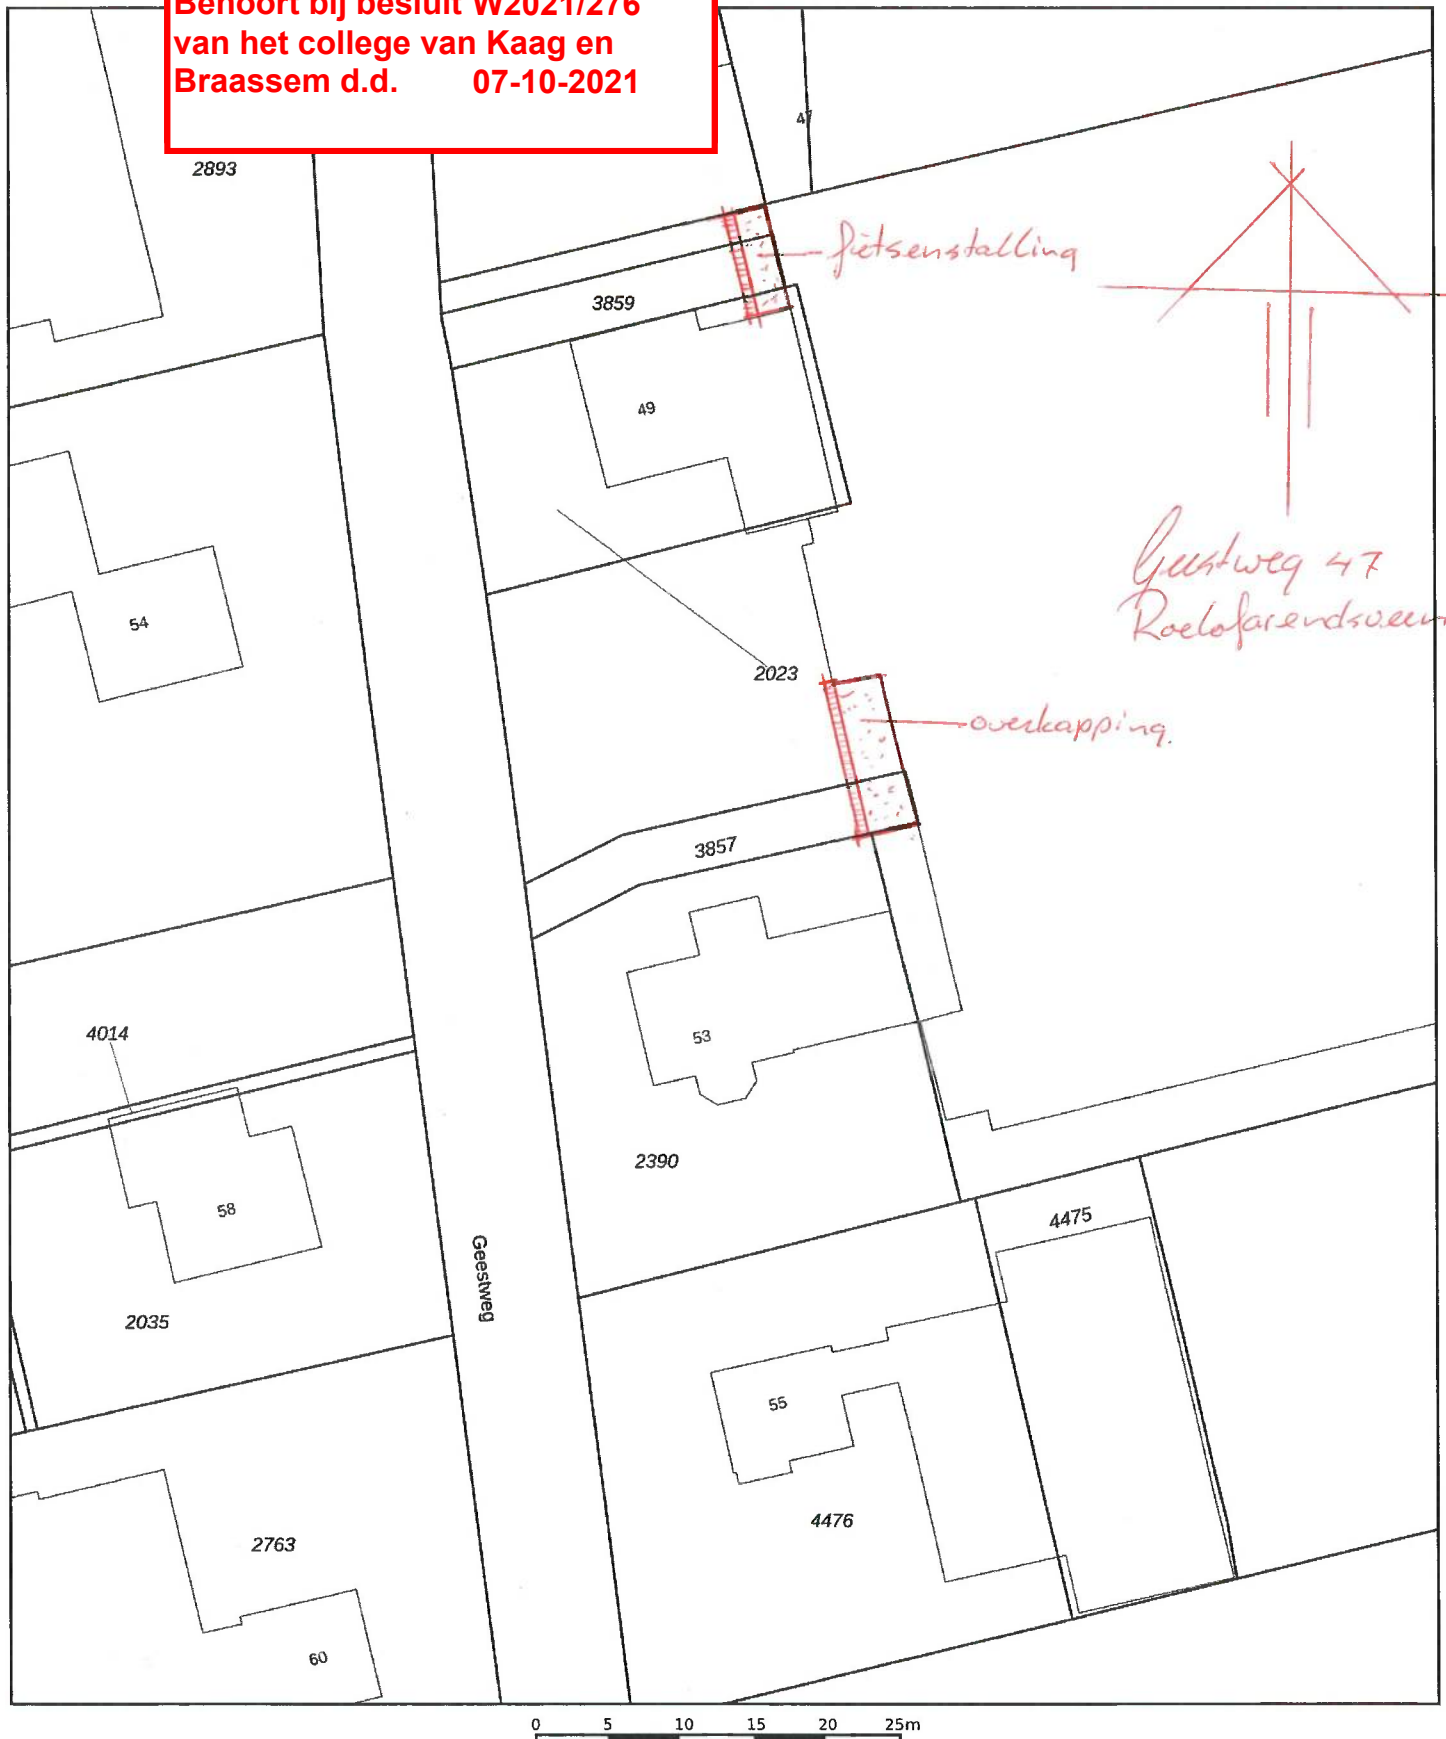 Behoort bij besluit W2021/276
van het college van Kaag en
Braassem d.d. 07-10-2021
47
2893
fietsenstalling
3859
49
Geestweg 47
Roelofarendsveen
54
2023
overkapping.
3857
4014
53
2390
58
4475
Geestweg
2035
55
4476
2763
60
0 5 10 15 20 25m